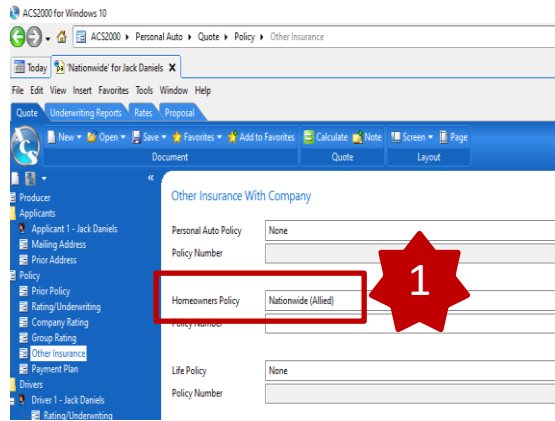 ACS2000 for Windows 10
ACS2000 Personal Auto Quote Policy Other Insurance
Today 'Nationwide' for Jack Daniels X
File Edit View Insert Favorites Tools Window Help
Quote Underwriting Reports Rates Proposal
New Open Save Favorites Add to Favorites Calculate Note Screen Page
Document Quote Layout
Producer
Applicants
Applicant 1 - Jack Daniels
Mailing Address
Prior Address
Policy
Prior Policy
Rating/Underwriting
Company Rating
Group Rating
Other Insurance
Payment Plan
Drivers
Driver 1 - Jack Daniels
Rating/Underwriting
Other Insurance With Company
Personal Auto Policy None
Policy Number
Homeowners Policy Nationwide (Allied)
Policy Number
Life Policy None
Policy Number
1